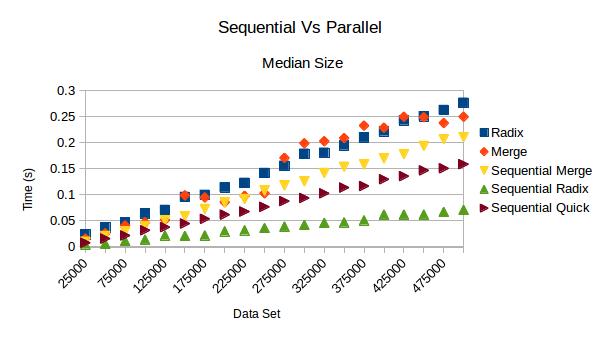 Sequential Vs Parallel
Median Size
0.3
0.25
0.2
0.15
0.1
0.05
0
Time (s)
25000
75000
125000
175000
225000
275000
325000
375000
425000
475000
Data Set
Radix
Merge
Sequential Merge
Sequential Radix
Sequential Quick